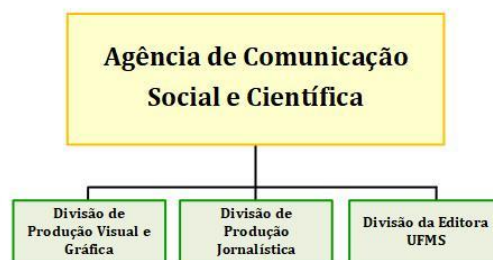 Agência de Comunicação
Social e Científica
Divisão de
Produção Visual e
Gráfica
Divisão de
Produção
Jornalística
Divisão da Editora
UFMS